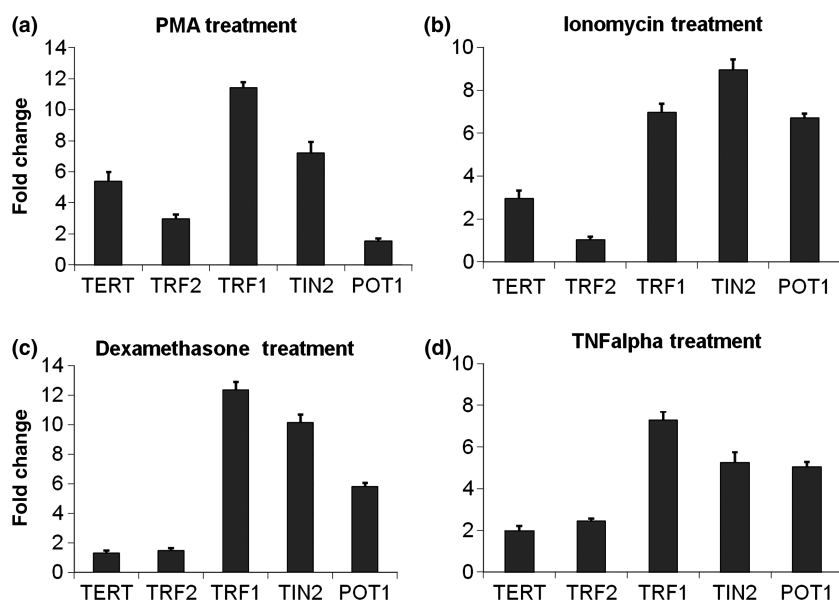 (a)
PMA treatment
Fold change
14
12
10
8
6
4
2
0
TERT TRF2 TRF1 TIN2 POT1
(b)
Ionomycin treatment
10
8
6
4
2
0
TERT TRF2 TRF1 TIN2 POT1
(c)
Dexamethasone treatment
Fold change
14
12
10
8
6
4
2
0
TERT TRF2 TRF1 TIN2 POT1
(d)
TNFalpha treatment
10
8
6
4
2
0
TERT TRF2 TRF1 TIN2 POT1